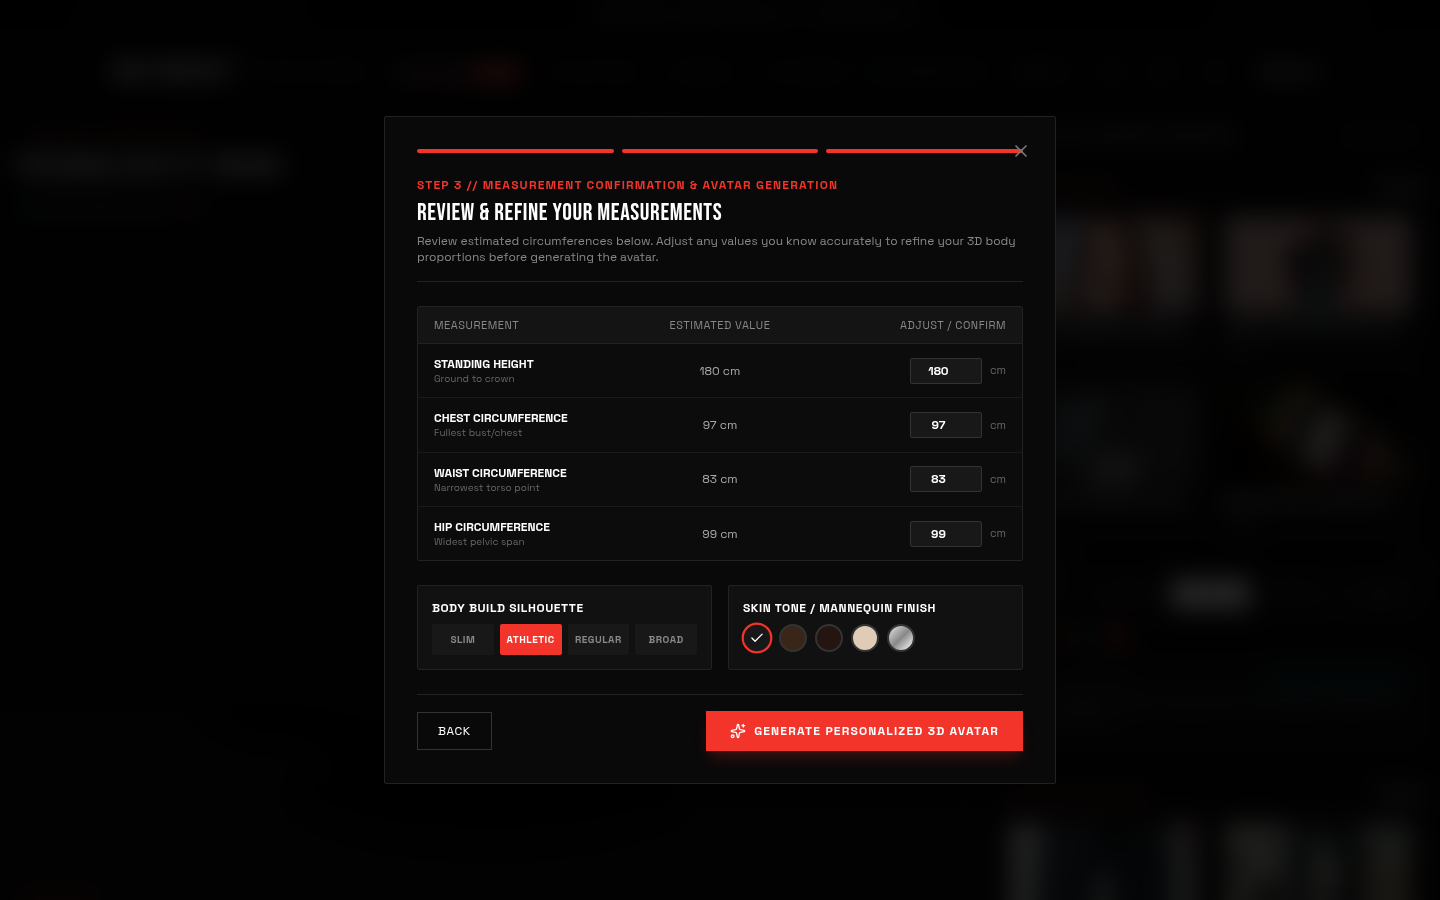 STEP 3 // MEASUREMENT CONFIRMATION & AVATAR GENERATION
REVIEW & REFINE YOUR MEASUREMENTS
Review estimated circumferences below. Adjust any values you know accurately to refine your 3D body
proportions before generating the avatar.
MEASUREMENT ESTIMATED VALUE ADJUST / CONFIRM
STANDING HEIGHT
Ground to crown
180 cm 180 cm
CHEST CIRCUMFERENCE
Fullest bust/chest
97 cm 97 cm
WAIST CIRCUMFERENCE
Narrowest torso point
83 cm 83 cm
HIP CIRCUMFERENCE
Widest pelvic span
99 cm 99 cm
BODY BUILD SILHOUETTE
SLIM ATHLETIC REGULAR BROAD
SKIN TONE / MANNEQUIN FINISH
BACK
GENERATE PERSONALIZED 3D AVATAR